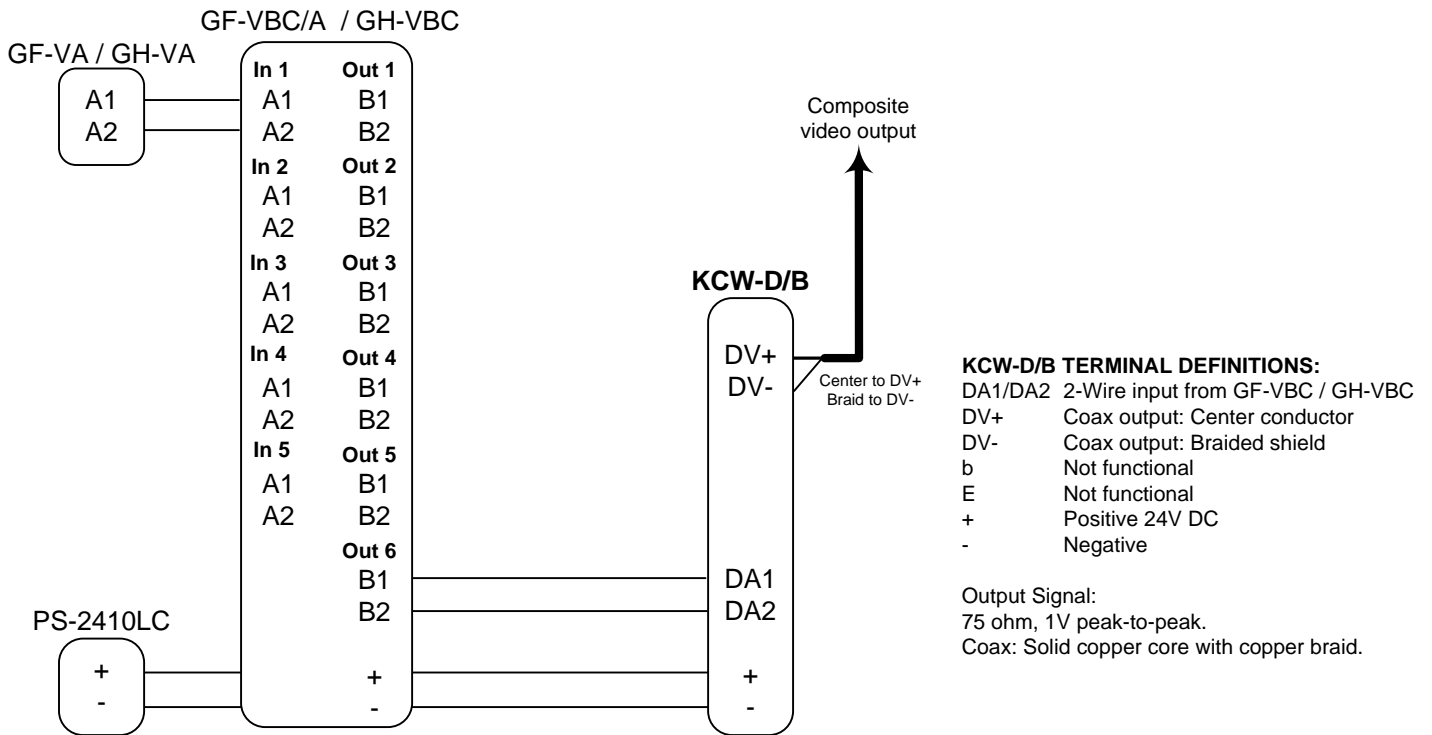 GF-VBC/A / GH-VBC
GF-VA / GH-VA
A1
A2
In 1 Out 1
A1 B1
A2 B2
In 2 Out 2
A1 B1
A2 B2
In 3 Out 3
A1 B1
A2 B2
In 4 Out 4
A1 B1
A2 B2
In 5 Out 5
A1 B1
A2 B2
Out 6
B1
B2
+
-
PS-2410LC
+
-
Composite
video output
KCW-D/B
DV+
DV-
Center to DV+
Braid to DV-
DA1
DA2
+
-
KCW-D/B TERMINAL DEFINITIONS:
DA1/DA2 2-Wire input from GF-VBC / GH-VBC
DV+ Coax output: Center conductor
DV- Coax output: Braided shield
b Not functional
E Not functional
+ Positive 24V DC
- Negative
Output Signal:
75 ohm, 1V peak-to-peak.
Coax: Solid copper core with copper braid.